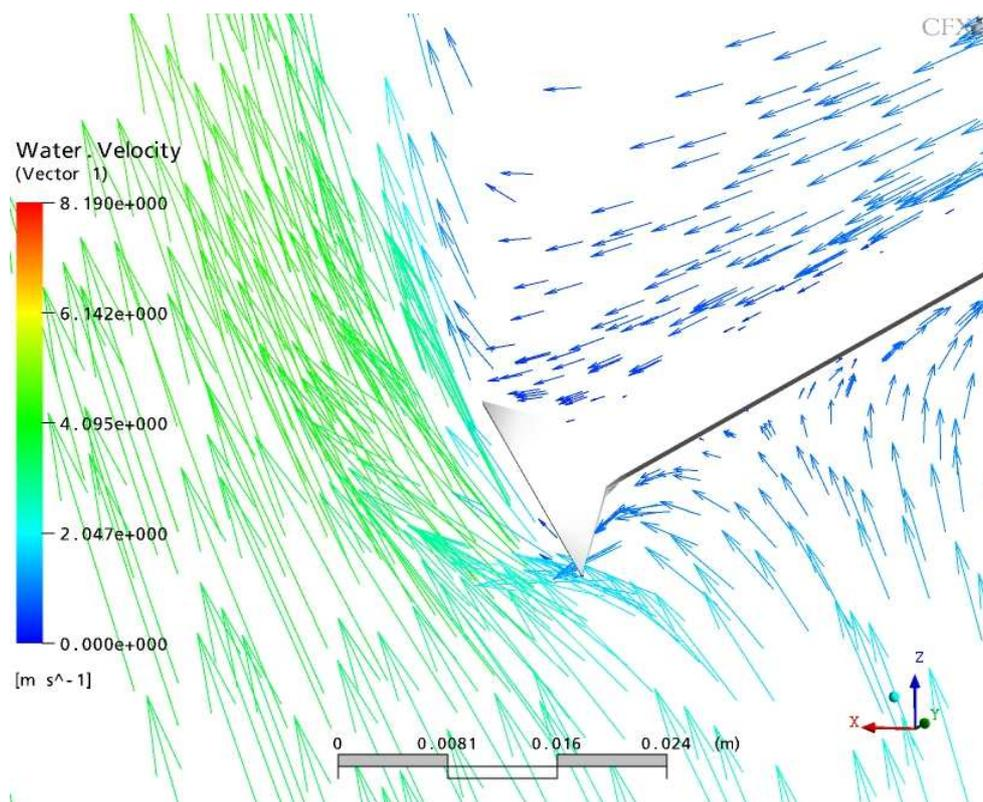 CFX
Water.Velocity
(Vector 1)
8.190e+000
6.142e+000
4.095e+000
2.047e+000
0.000e+000
[m s^-1]
Z
X
Y
0 0.0081 0.016 0.024 (m)